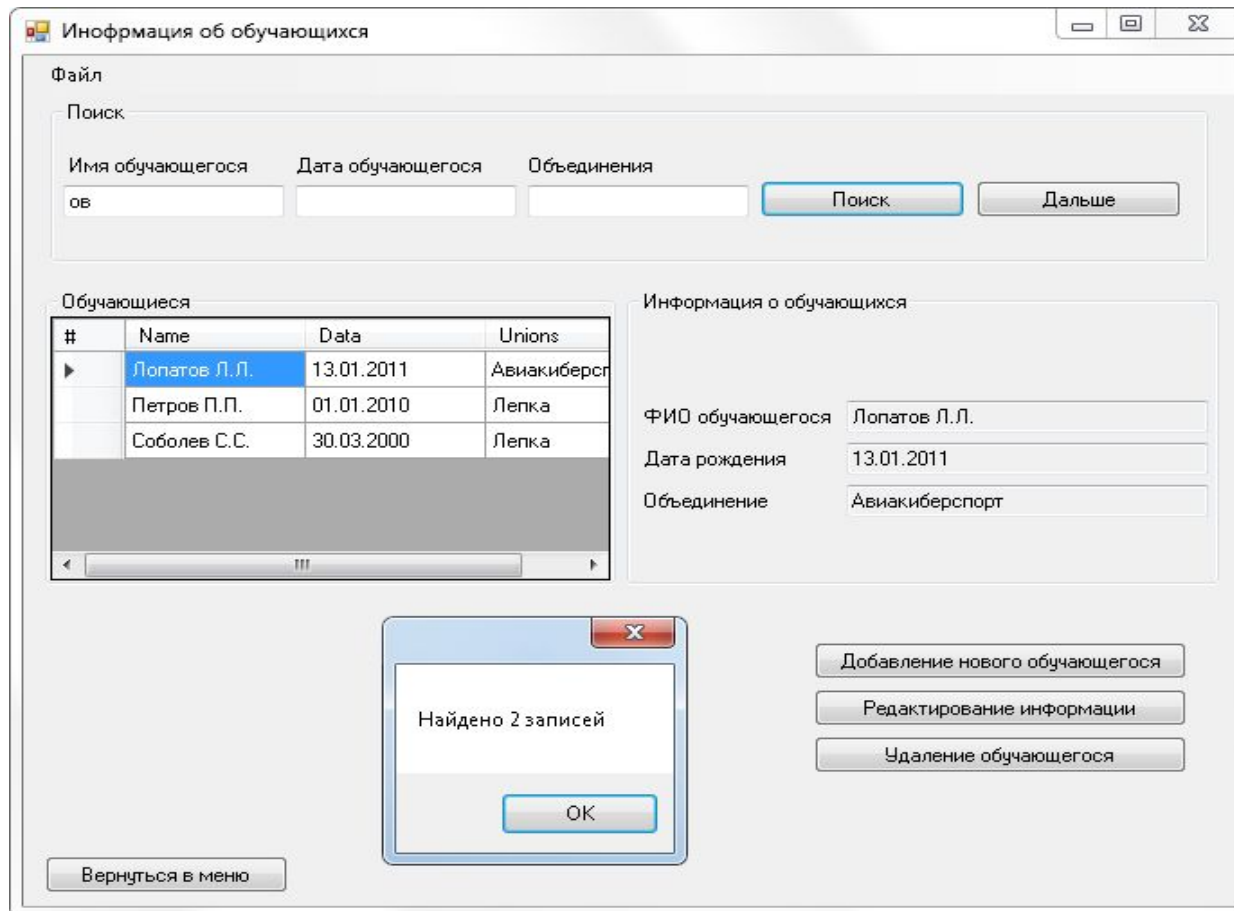 Инофрмация об обучающихся
Файл
Поиск
Имя обучающегося Дата обучающегося Объединения
ов Поиск Дальше
Обучающиеся
# Name Data Unions
Лопатов Л.Л. 13.01.2011 Авиакиберсп
Петров П.П. 01.01.2010 Лепка
Соболев С.С. 30.03.2000 Лепка
Информация о обучающихся
ФИО обучающегося Лопатов Л.Л.
Дата рождения 13.01.2011
Объединение Авиакиберспорт
Найдено 2 записей
OK
Добавление нового обучающегося
Редактирование информации
Удаление обучающегося
Вернуться в меню